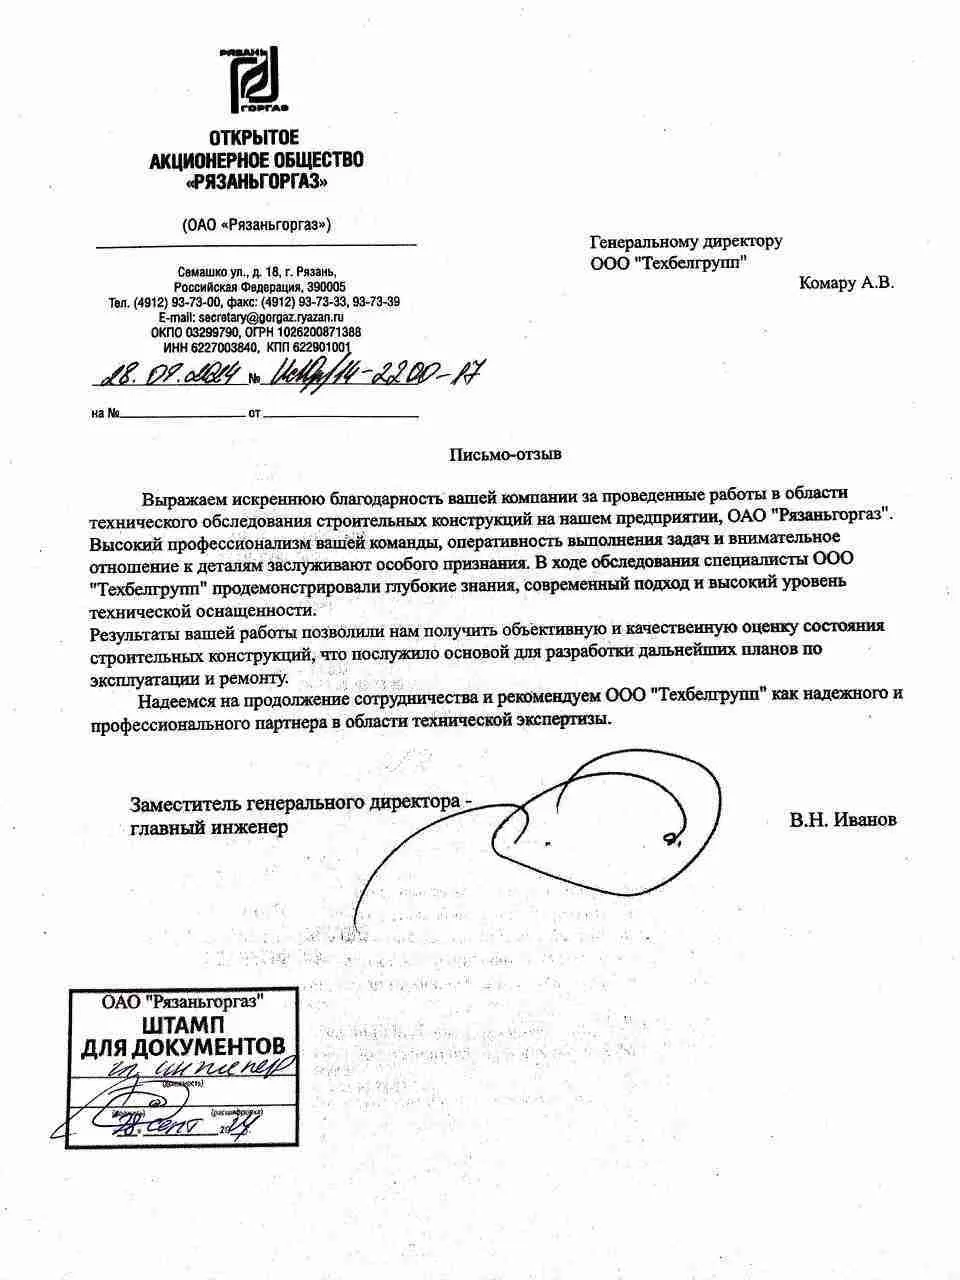 РЯЗАНЬ
ГОРГАЗ
ОТКРЫТОЕ
АКЦИОНЕРНОЕ ОБЩЕСТВО
«РЯЗАНЬГОРГАЗ»
(ОАО «Рязаньгоргаз»)
Семашко ул., д. 18, г. Рязань,
Российская Федерация, 390005
Тел. (4912) 93-73-00, факс: (4912) 93-73-33, 93-73-39
E-mail: secretary@gorgaz.ryazan.ru
ОКПО 03299790, ОГРН 1026200871388
ИНН 6227003840, КПП 622901001
28.09.2024 № /14-2200-17
на № от
Генеральному директору
ООО "Техбелгрупп"
Комару А.В.
Письмо-отзыв
Выражаем искреннюю благодарность вашей компании за проведенные работы в области
технического обследования строительных конструкций на нашем предприятии, ОАО "Рязаньгоргаз".
Высокий профессионализм вашей команды, оперативность выполнения задач и внимательное
отношение к деталям заслуживают особого признания. В ходе обследования специалисты ООО
"Техбелгрупп" продемонстрировали глубокие знания, современный подход и высокий уровень
технической оснащенности.
Результаты вашей работы позволили нам получить объективную и качественную оценку состояния
строительных конструкций, что послужило основой для разработки дальнейших планов по
эксплуатации и ремонту.
Надеемся на продолжение сотрудничества и рекомендуем ООО "Техбелгрупп" как надежного и
профессионального партнера в области технической экспертизы.
Заместитель генерального директора -
главный инженер
В.Н. Иванов
ОАО "Рязаньгоргаз"
ШТАМП
ДЛЯ ДОКУМЕНТОВ
гл. инженер
(должность)
(подпись) (расшифровка)
28 сент 2024